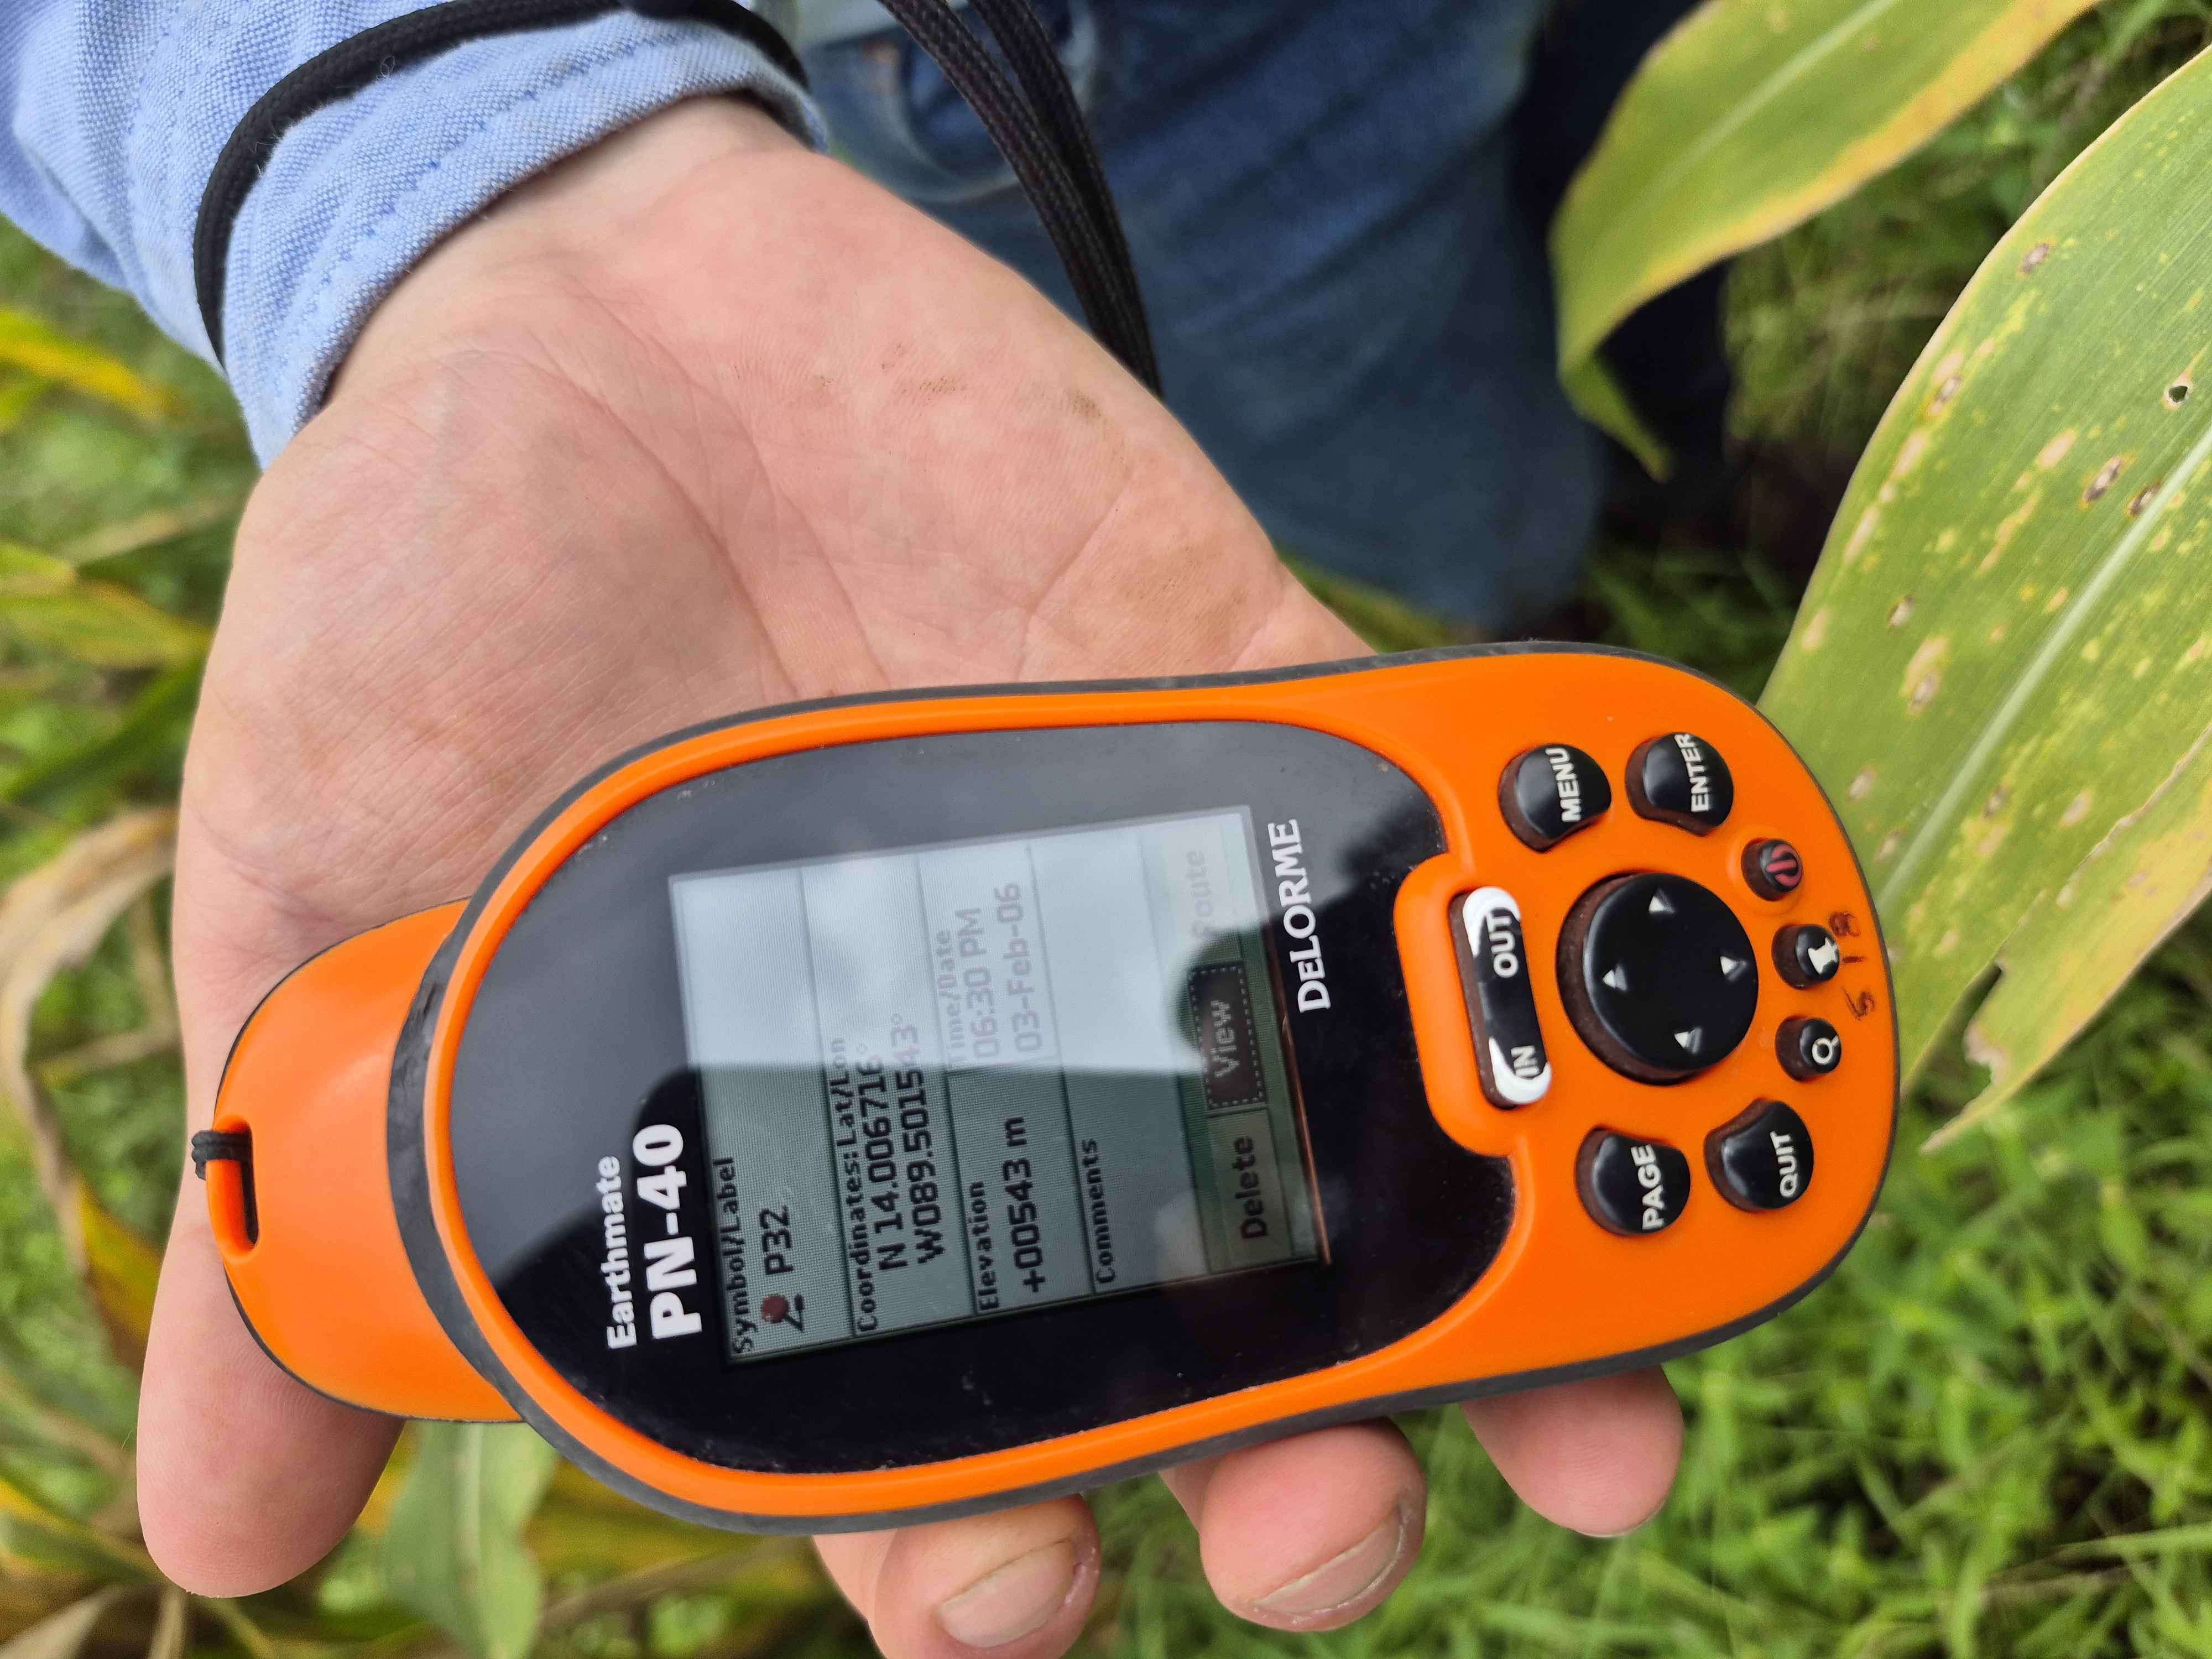 Earthmate
PN-40
Symbol/Label
P32
Coordinates: Lat/Lon
N 14.006716°
W089.501543°
Elevation
+00543 m
Time/Date
06:30 PM
03-Feb-06
Comments
Delete
View
Route
DELORME
IN
OUT
MENU
ENTER
PAGE
QUIT